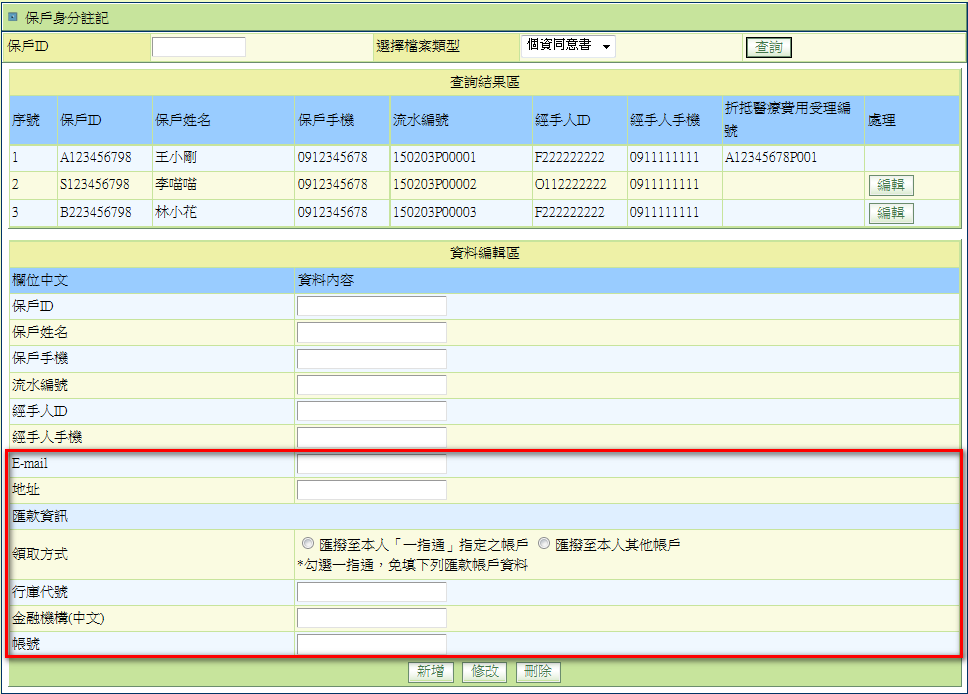 保戶身分註記
保戶ID 選擇檔案類型 個資同意書 查詢
查詢結果區
序號 保戶ID 保戶姓名 保戶手機 流水編號 經手人ID 經手人手機 折抵醫療費用受理編
號 處理
1 A123456798 王小剛 0912345678 150203P00001 F222222222 0911111111 A12345678P001
2 S123456798 李喵喵 0912345678 150203P00002 O112222222 0911111111 編輯
3 B223456798 林小花 0912345678 150203P00003 F222222222 0911111111 編輯
資料編輯區
欄位中文 資料內容
保戶ID
保戶姓名
保戶手機
流水編號
經手人ID
經手人手機
E-mail
地址
匯款資訊
領取方式 匯撥至本人「一指通」指定之帳戶 匯撥至本人其他帳戶
*勾選一指通，免填下列匯款帳戶資料
行庫代號
金融機構(中文)
帳號
新增 修改 刪除